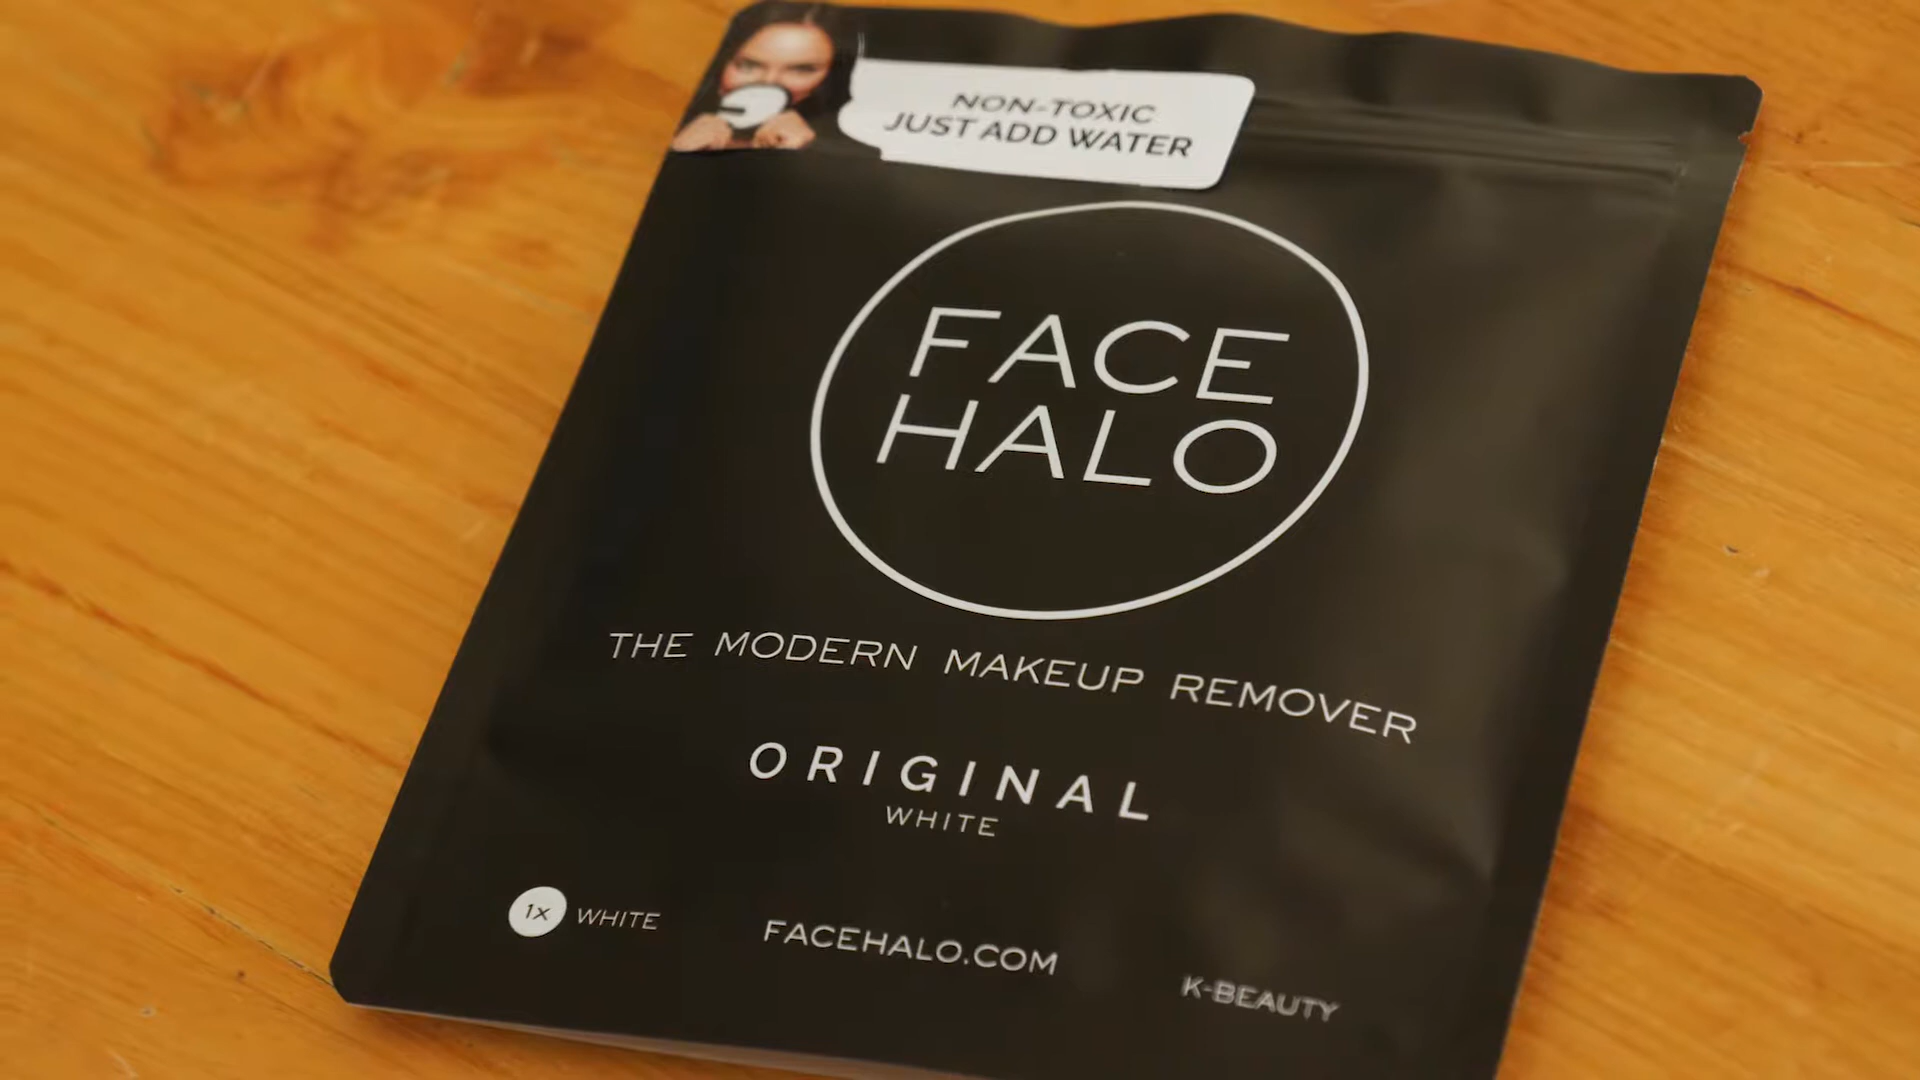 NON-TOXIC
JUST ADD WATER
FACE
HALO
THE MODERN MAKEUP REMOVER
ORIGINAL
WHITE
1X WHITE
FACEHALO.COM
K-BEAUTY